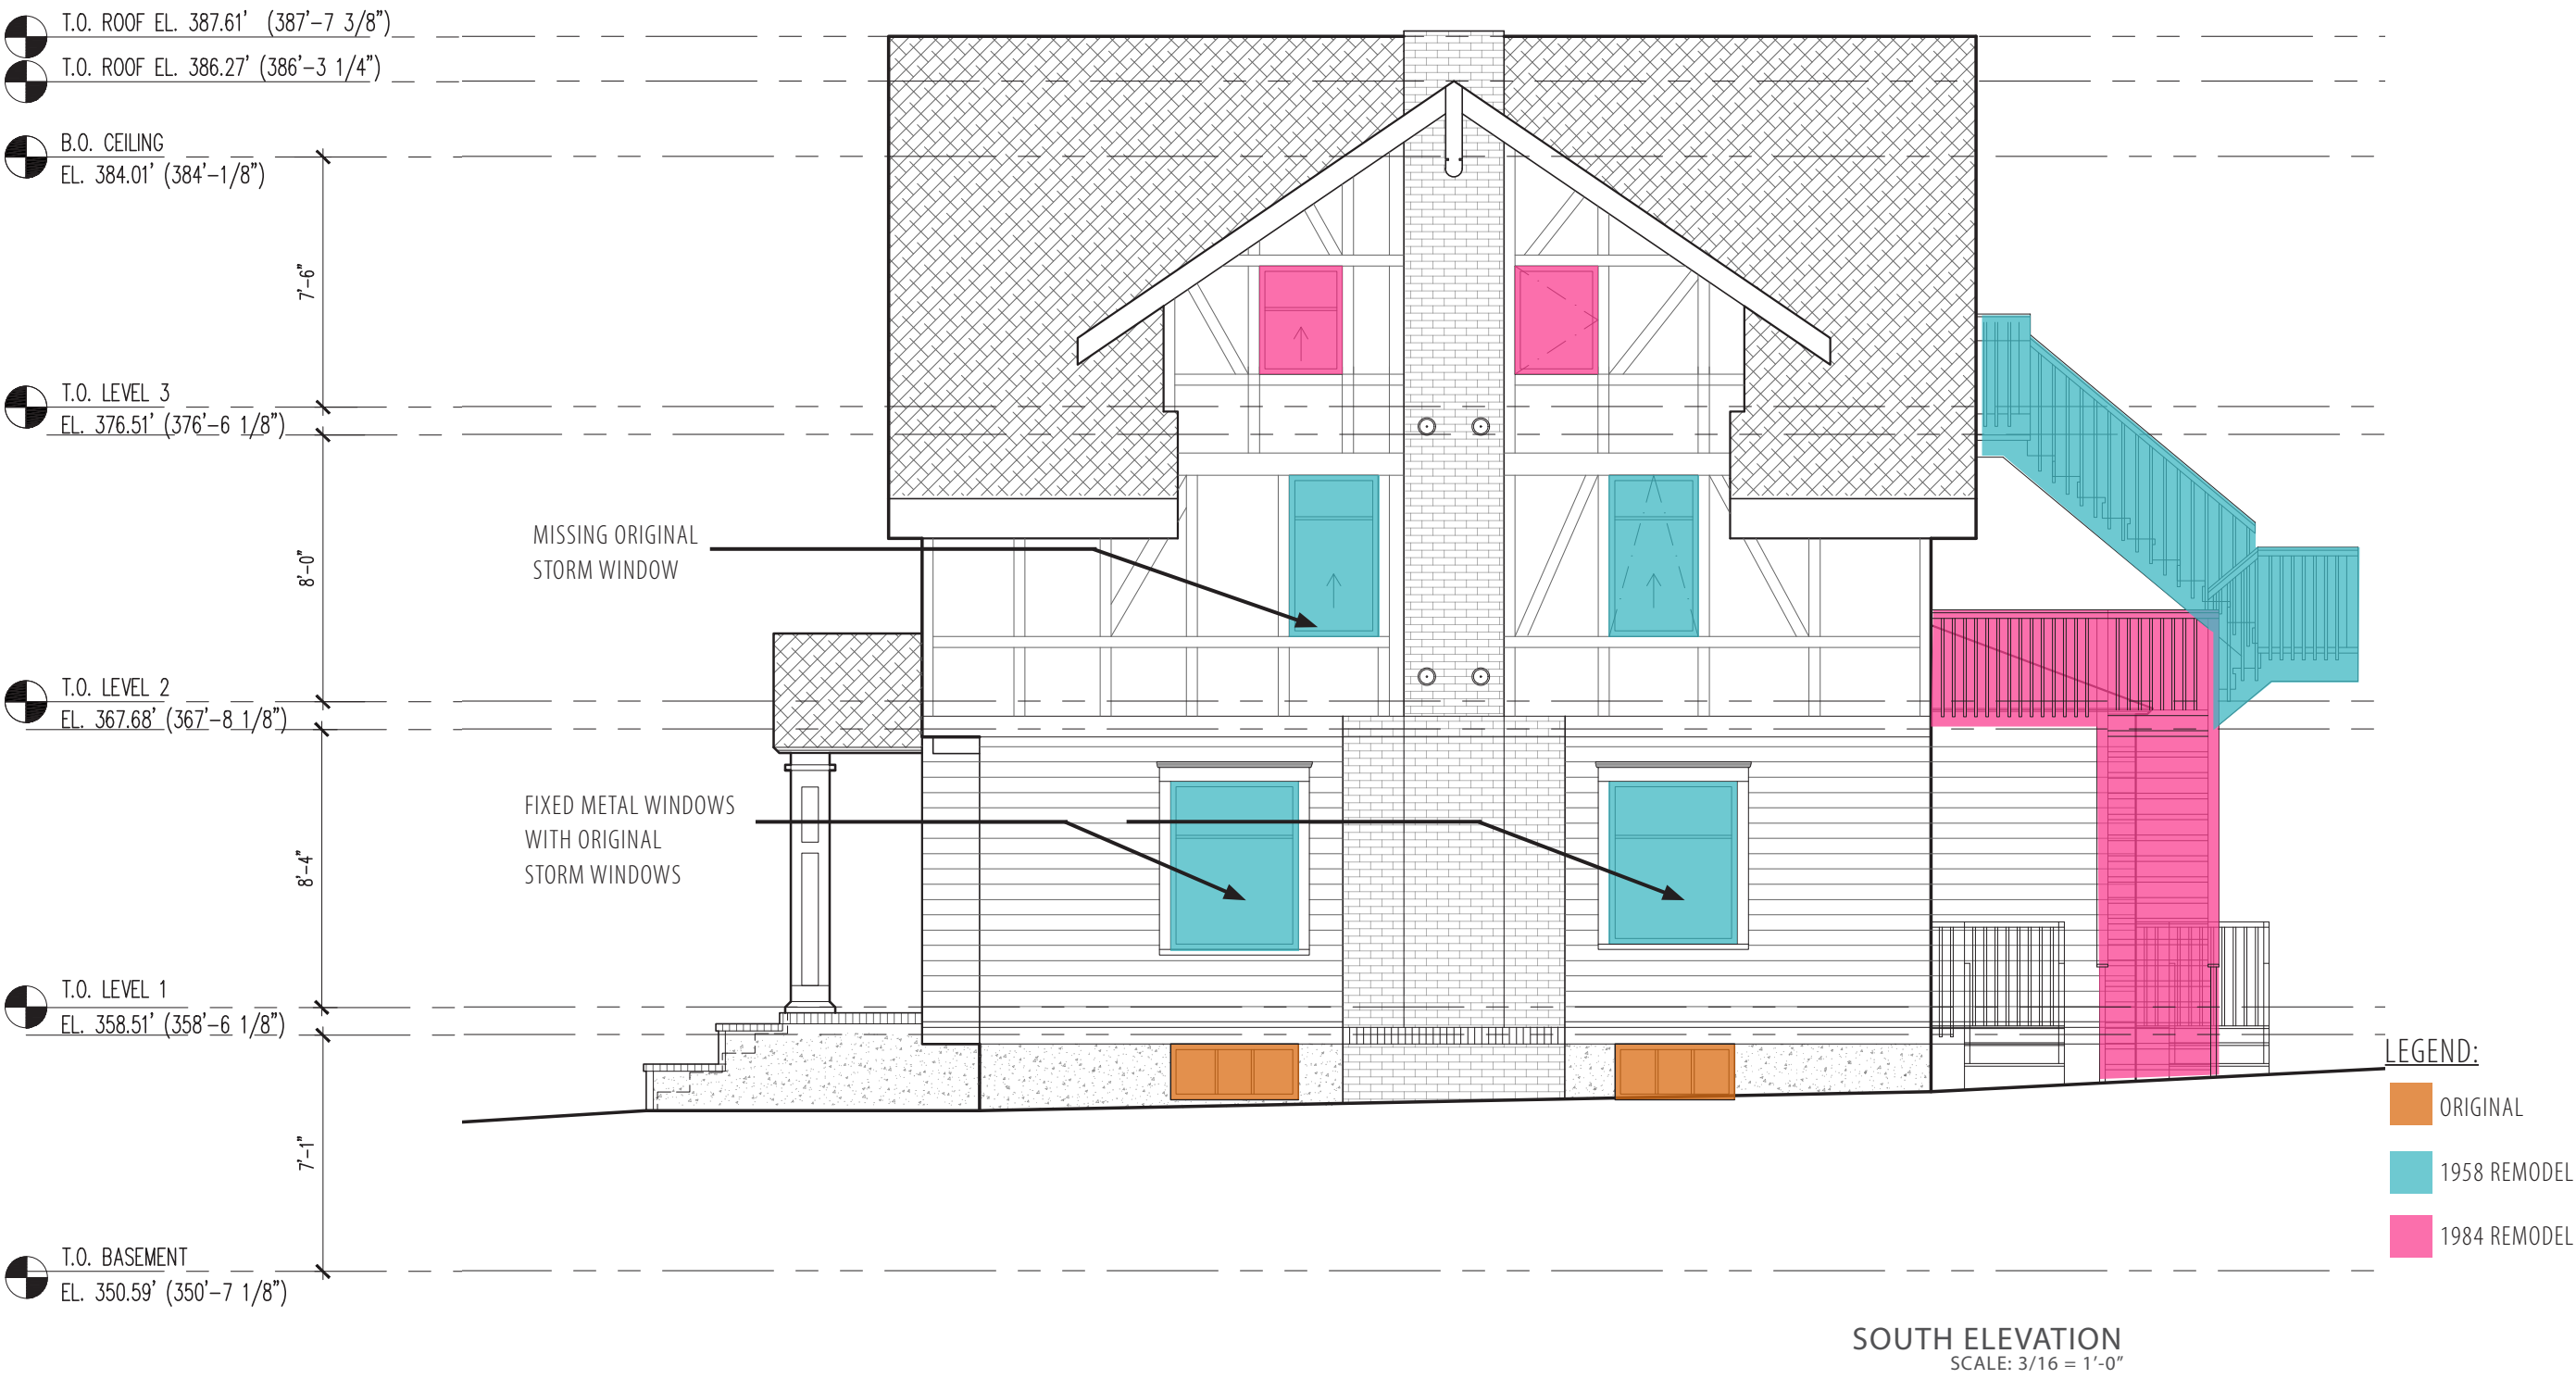 T.O. ROOF EL. 387.61' (387'-7 3/8")
T.O. ROOF EL. 386.27' (386'-3 1/4")
B.O. CEILING
EL. 384.01' (384'-1/8")
7'-6"
T.O. LEVEL 3
EL. 376.51' (376'-6 1/8")
MISSING ORIGINAL
STORM WINDOW
8'-0"
T.O. LEVEL 2
EL. 367.68' (367'-8 1/8")
FIXED METAL WINDOWS
WITH ORIGINAL
STORM WINDOWS
8'-4"
T.O. LEVEL 1
EL. 358.51' (358'-6 1/8")
7'-1"
T.O. BASEMENT
EL. 350.59' (350'-7 1/8")
LEGEND:
ORIGINAL
1958 REMODEL
1984 REMODEL
SOUTH ELEVATION
SCALE: 3/16 = 1'-0"